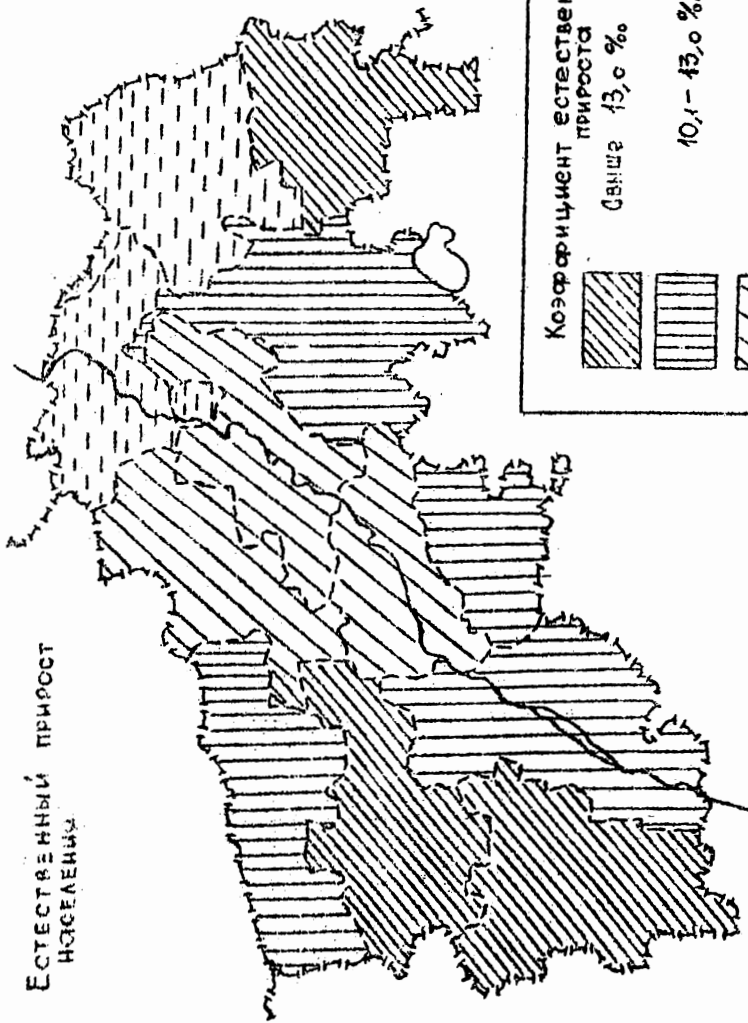 ЕСТЕСТВЕННЫЙ ПРИРОСТ
НАСЕЛЕНИЯ
Коэффициент естествен
прироста
Свыше 13,0 ‰
10,1-13,0 ‰